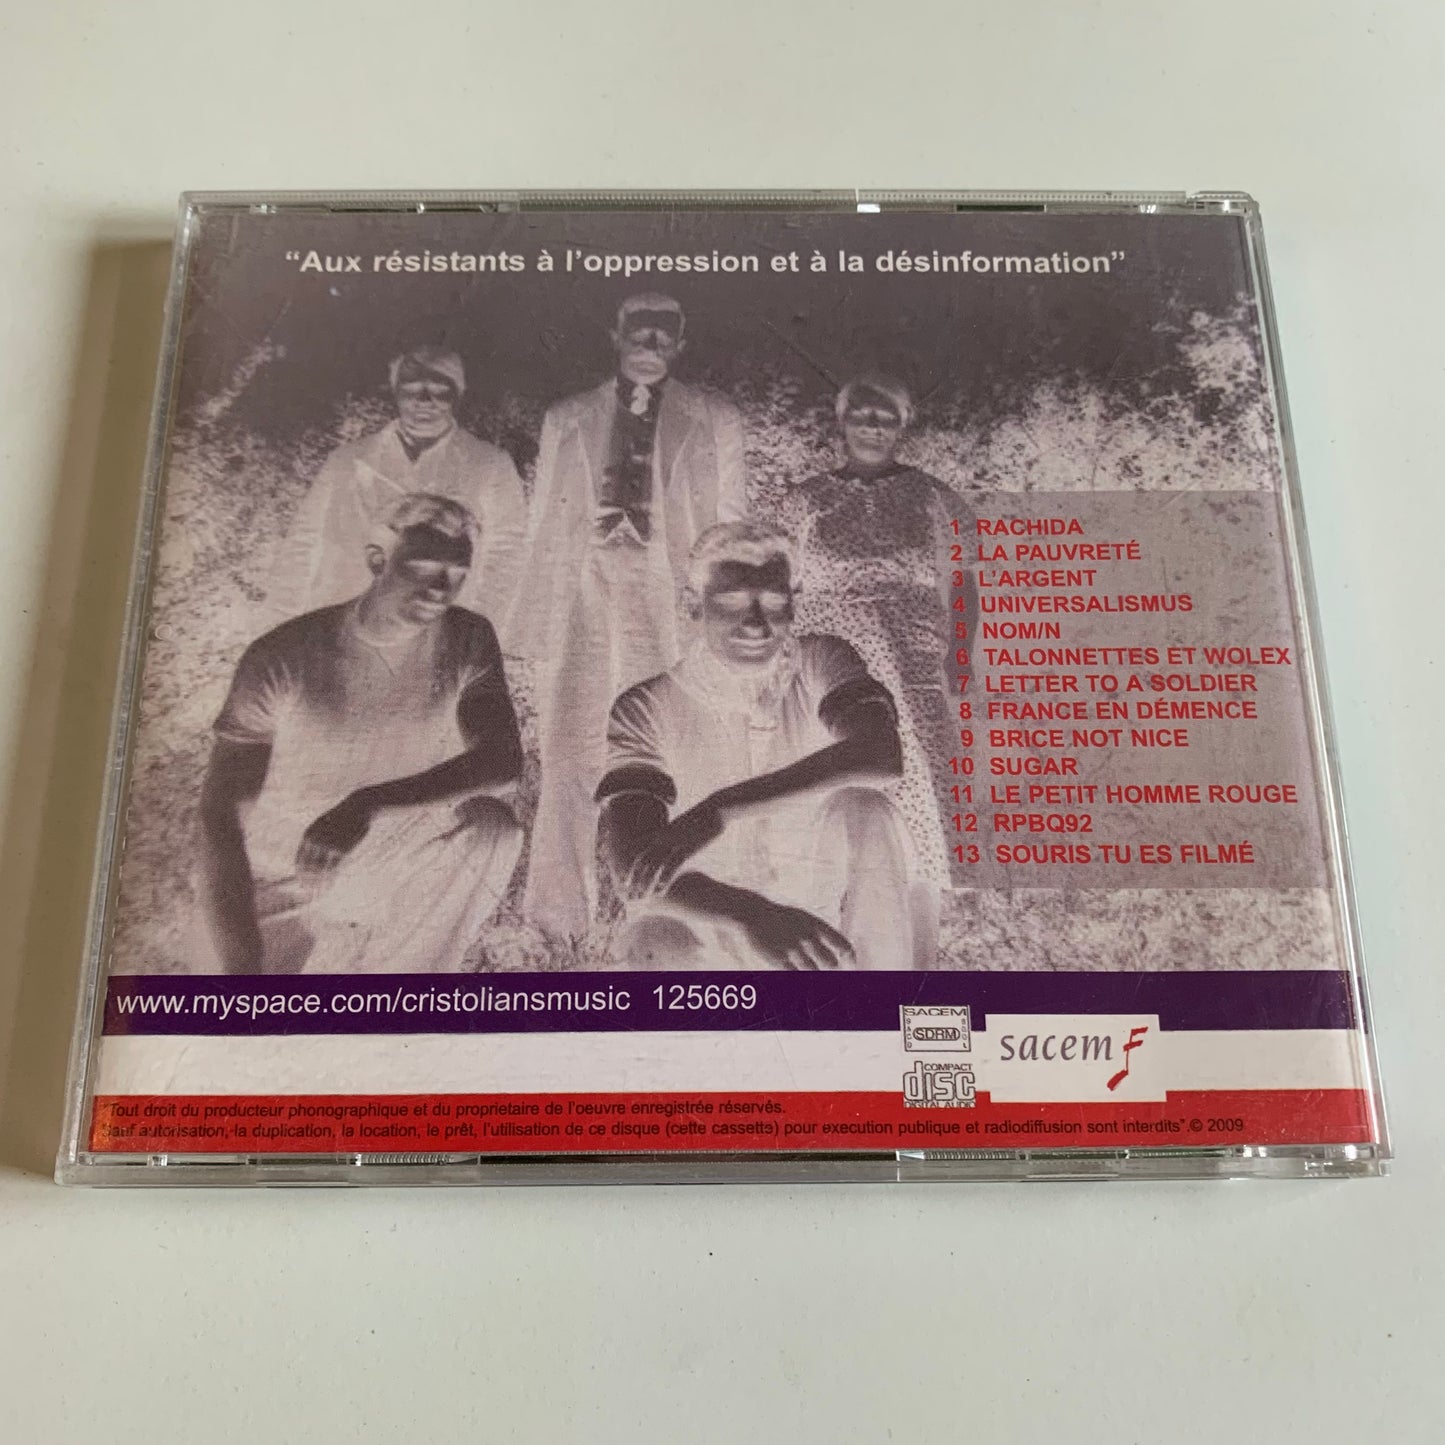 “Aux résistants à l’oppression et à la désinformation”
1 RACHIDA
2 LA PAUVRETÉ
3 L’ARGENT
4 UNIVERSALISMUS
5 NOM/N
6 TALONNETTES ET WOLEX
7 LETTER TO A SOLDIER
8 FRANCE EN DÉMENCE
9 BRICE NOT NICE
10 SUGAR
11 LE PETIT HOMME ROUGE
12 RPBQ92
13 SOURIS TU ES FILMÉ
www.myspace.com/cristoliansmusic 125669
SACEM
SDRM
sacem
COMPACT
disc
DIGITAL AUDIO
"Tout droit du producteur phonographique et du proprietaire de l’oeuvre enregistrée réservés.
Sauf autorisation, la duplication, la location, le prêt, l’utilisation de ce disque (cette cassette) pour execution publique et radiodiffusion sont interdits".© 2009